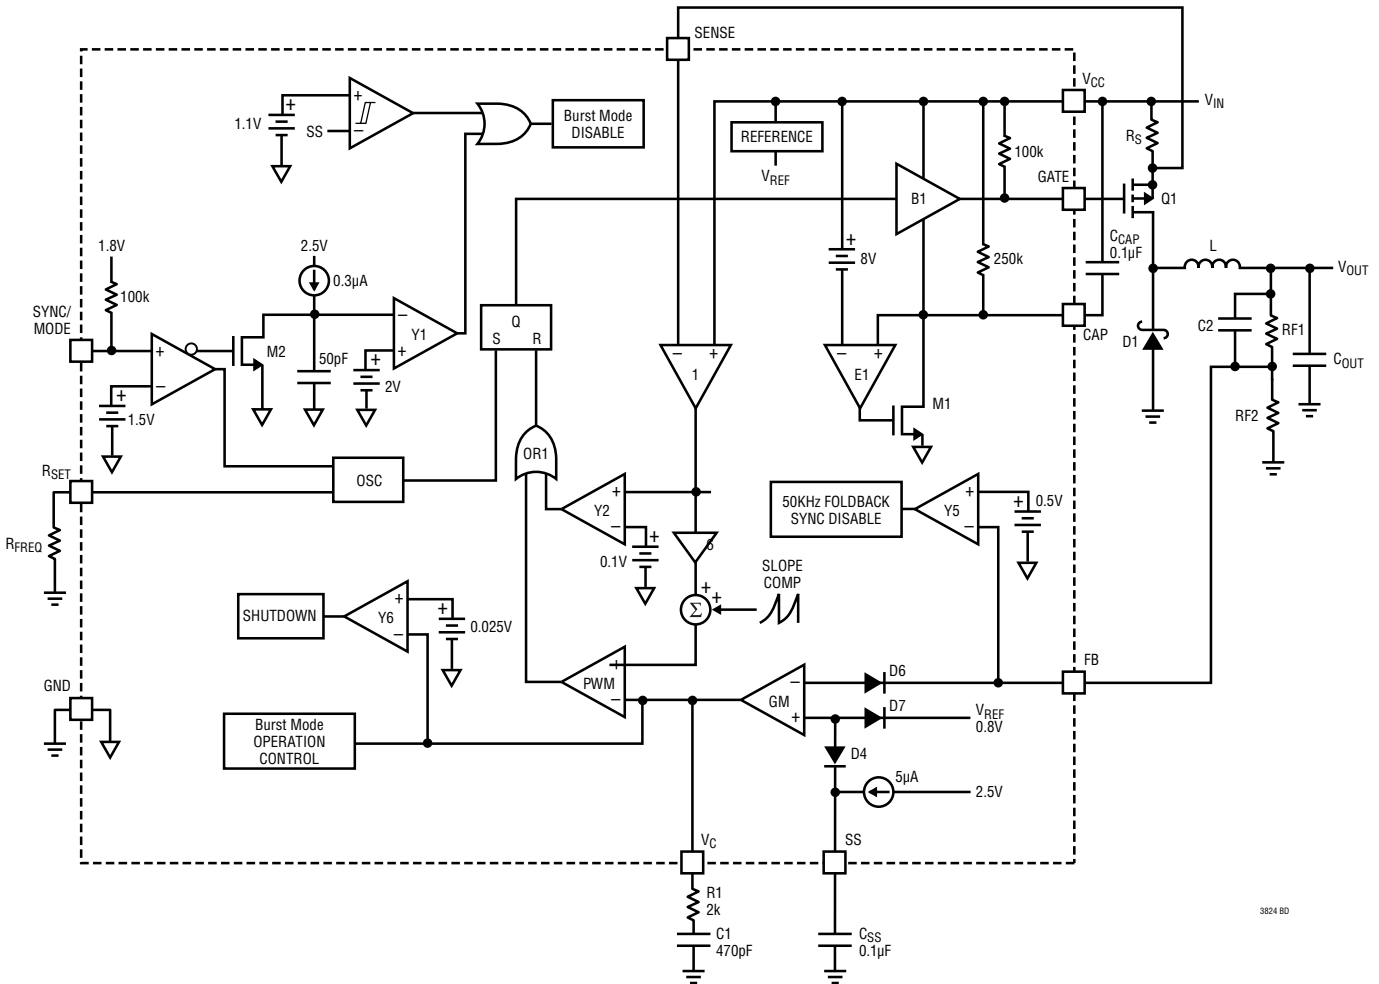 SENSE
VCC
VIN
1.1V
+
+
SS
−
Burst Mode
DISABLE
REFERENCE
VREF
100k
RS
GATE
Q1
B1
1.8V
100k
2.5V
0.3µA
+
8V
250k
CCAP
0.1µF
L
VOUT
SYNC/
MODE
+
−
M2
50pF
−
+
Y1
+
2V
Q
S
R
−
+
1
−
+
E1
CAP
C2
RF1
D1
COUT
+
1.5V
M1
RF2
RSET
OSC
OR1
RFREQ
+
−
Y2
+
0.1V
6
50KHz FOLDBACK
SYNC DISABLE
+
−
Y5
+
0.5V
SLOPE
COMP
+
+
Σ
SHUTDOWN
+
−
Y6
+
0.025V
GND
+
−
PWM
−
+
GM
D6
FB
D7
VREF
0.8V
Burst Mode
OPERATION
CONTROL
D4
5µA
2.5V
VC
SS
R1
2k
C1
470pF
CSS
0.1µF
3824 BD